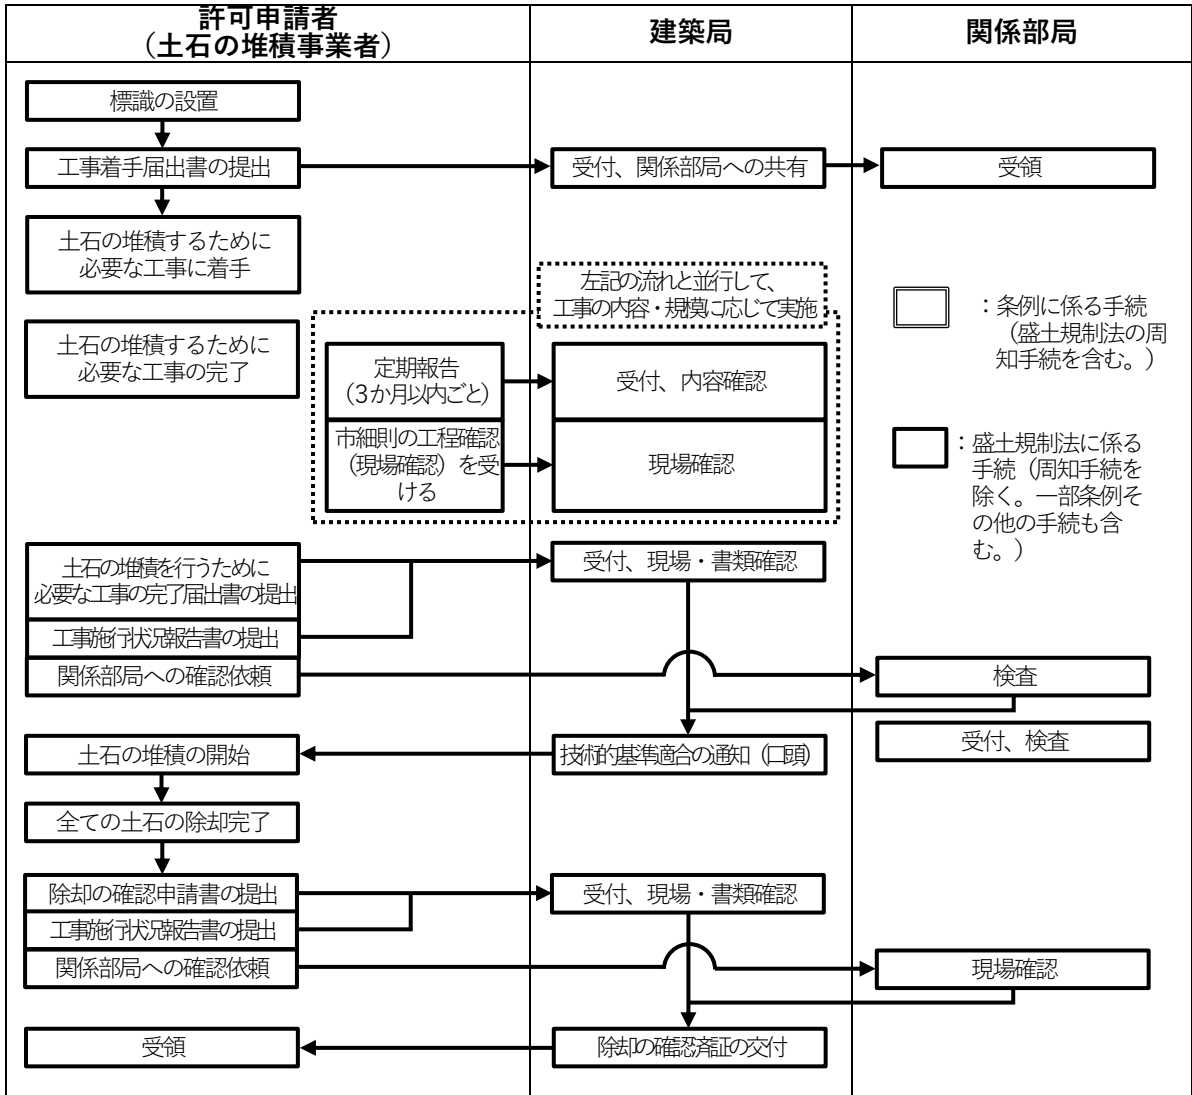 許可申請者
（土石の堆積事業者）
建築局
関係部局
標識の設置
工事着手届出書の提出
受付、関係部局への共有
受領
土石の堆積するために
必要な工事に着手
左記の流れと並行して、
工事の内容・規模に応じて実施
：条例に係る手続
（盛土規制法の周
知手続を含む。）
土石の堆積するために
必要な工事の完了
定期報告
（3か月以内ごと）
受付、内容確認
市細則の工程確認
（現場確認）を受
ける
現場確認
：盛土規制法に係る
手続（周知手続を
除く。一部条例そ
の他の手続も含
む。）
土石の堆積を行うために
必要な工事の完了届出書の提出
受付、現場・書類確認
工事施行状況報告書の提出
関係部局への確認依頼
検査
受付、検査
土石の堆積の開始
技術的基準適合の通知（口頭）
全ての土石の除却完了
除却の確認申請書の提出
受付、現場・書類確認
工事施行状況報告書の提出
関係部局への確認依頼
現場確認
受領
除却の確認済証の交付